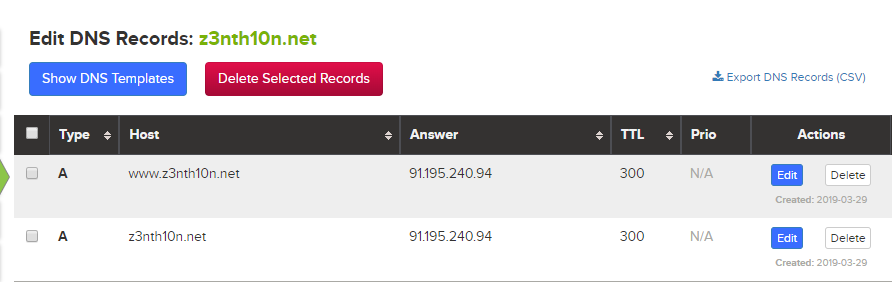 Edit DNS Records: z3nth10n.net
Show DNS Templates Delete Selected Records Export DNS Records (CSV)
Type Host Answer TTL Prio Actions
A www.z3nth10n.net 91.195.240.94 300 N/A Edit Delete
Created: 2019-03-29
A z3nth10n.net 91.195.240.94 300 N/A Edit Delete
Created: 2019-03-29